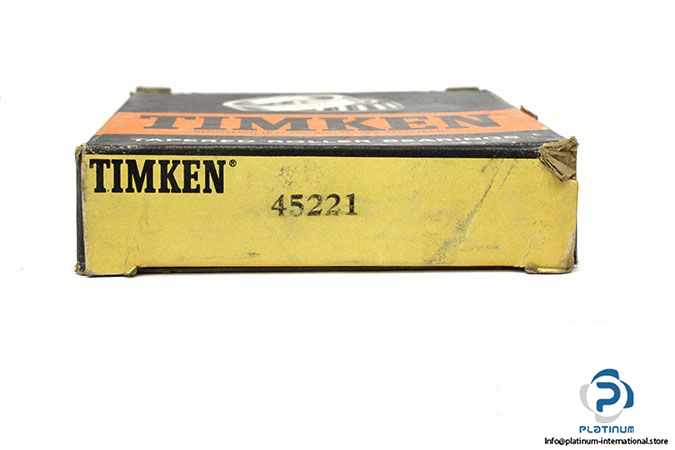 TIMKEN
TAPERED ROLLER BEARINGS
TIMKEN®
45221
PLATINUM
Info@platinum-international.store